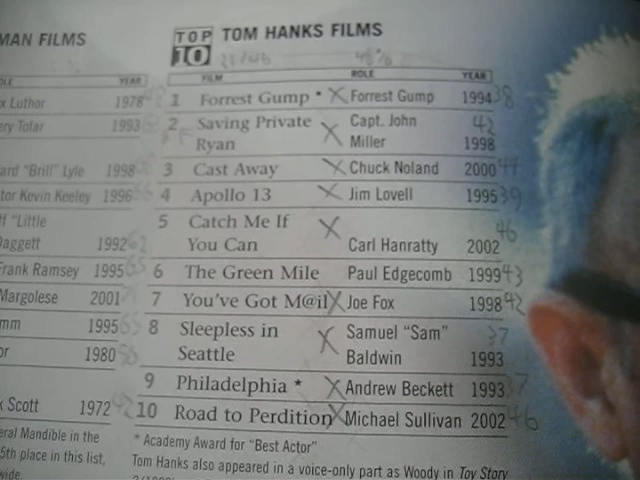 MAN FILMS
YEAR
x Luthor 1978
ery Tolar 1993
ard "Brill" Lyle 1998
tor Kevin Keeley 1996
ff "Little
Daggett 1992
Frank Ramsey 1995
Margolese 2001
mm 1995
or 1980
k Scott 1972
eral Mandible in the
5th place in this list,
wide.
TOP 10 TOM HANKS FILMS
FILM ROLE YEAR
1 Forrest Gump * X Forrest Gump 1994 38
2 Saving Private X Capt. John 42
Ryan Miller 1998
3 Cast Away X Chuck Noland 2000 44
4 Apollo 13 X Jim Lovell 1995 39
5 Catch Me If X 46
You Can Carl Hanratty 2002
6 The Green Mile Paul Edgecomb 1999 43
7 You've Got M@il X Joe Fox 1998 42
8 Sleepless in X Samuel "Sam" 37
Seattle Baldwin 1993
9 Philadelphia * X Andrew Beckett 1993 37
10 Road to Perdition X Michael Sullivan 2002 46
* Academy Award for "Best Actor"
Tom Hanks also appeared in a voice-only part as Woody in Toy Story